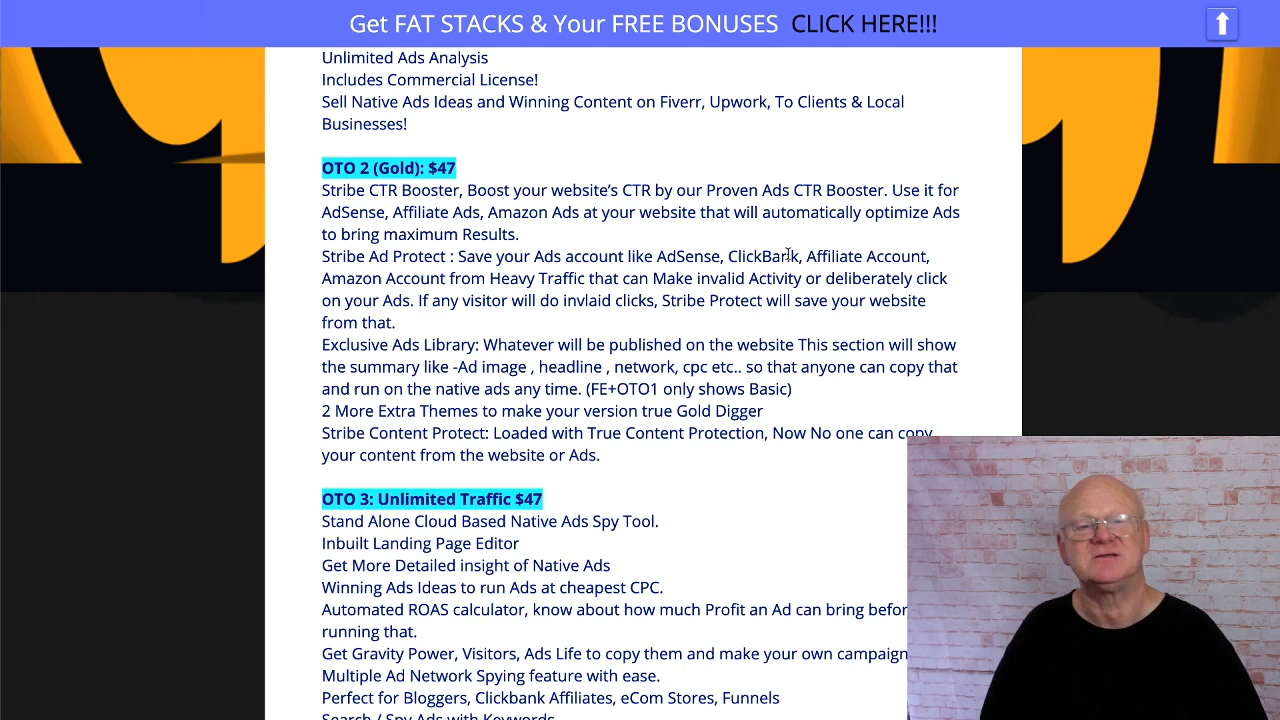 Get FAT STACKS & Your FREE BONUSES CLICK HERE!!!
Unlimited Ads Analysis
Includes Commercial License!
Sell Native Ads Ideas and Winning Content on Fiverr, Upwork, To Clients & Local
Businesses!
OTO 2 (Gold): $47
Stribe CTR Booster, Boost your website’s CTR by our Proven Ads CTR Booster. Use it for
AdSense, Affiliate Ads, Amazon Ads at your website that will automatically optimize Ads
to bring maximum Results.
Stribe Ad Protect : Save your Ads account like AdSense, ClickBank, Affiliate Account,
Amazon Account from Heavy Traffic that can Make invalid Activity or deliberately click
on your Ads. If any visitor will do invlaid clicks, Stribe Protect will save your website
from that.
Exclusive Ads Library: Whatever will be published on the website This section will show
the summary like -Ad image , headline , network, cpc etc.. so that anyone can copy that
and run on the native ads any time. (FE+OTO1 only shows Basic)
2 More Extra Themes to make your version true Gold Digger
Stribe Content Protect: Loaded with True Content Protection, Now No one can copy
your content from the website or Ads.
OTO 3: Unlimited Traffic $47
Stand Alone Cloud Based Native Ads Spy Tool.
Inbuilt Landing Page Editor
Get More Detailed insight of Native Ads
Winning Ads Ideas to run Ads at cheapest CPC.
Automated ROAS calculator, know about how much Profit an Ad can bring befor
running that.
Get Gravity Power, Visitors, Ads Life to copy them and make your own campaign
Multiple Ad Network Spying feature with ease.
Perfect for Bloggers, Clickbank Affiliates, eCom Stores, Funnels
Search / Spy Ads with Keywords